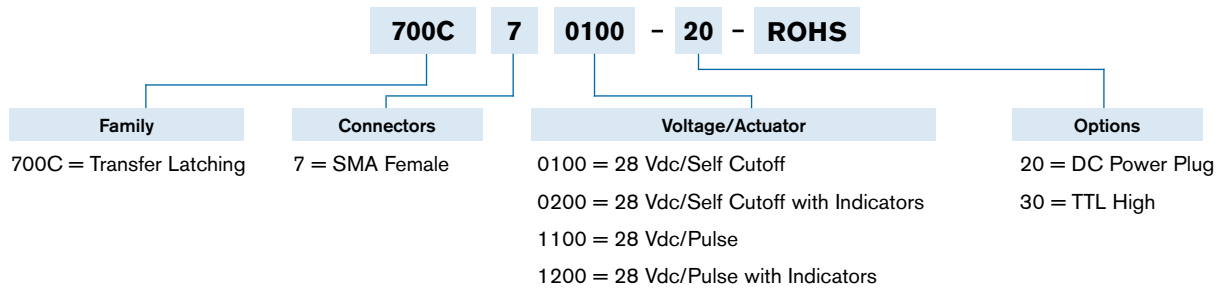 700C 7 0100 – 20 – ROHS
Family
700C = Transfer Latching
Connectors
7 = SMA Female
Voltage/Actuator
0100 = 28 Vdc/Self Cutoff
0200 = 28 Vdc/Self Cutoff with Indicators
1100 = 28 Vdc/Pulse
1200 = 28 Vdc/Pulse with Indicators
Options
20 = DC Power Plug
30 = TTL High